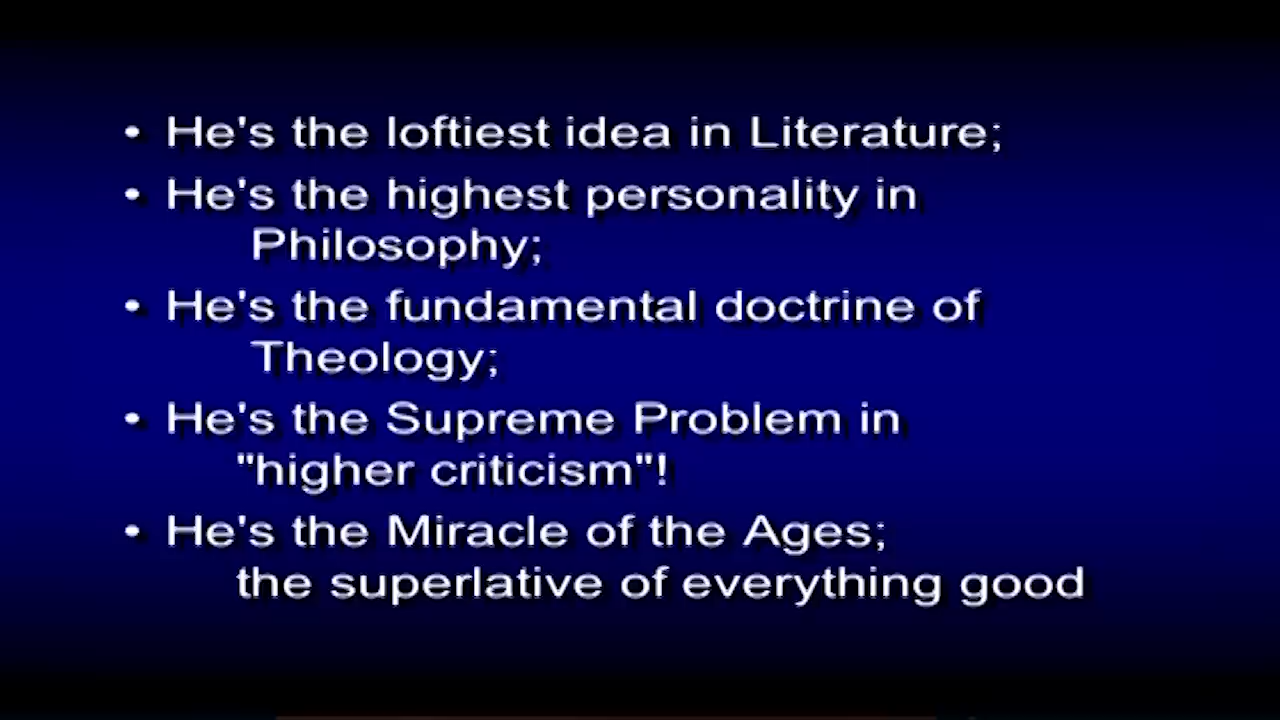 • He's the loftiest idea in Literature;
• He's the highest personality in
Philosophy;
• He's the fundamental doctrine of
Theology;
• He's the Supreme Problem in
"higher criticism"!
• He's the Miracle of the Ages;
the superlative of everything good